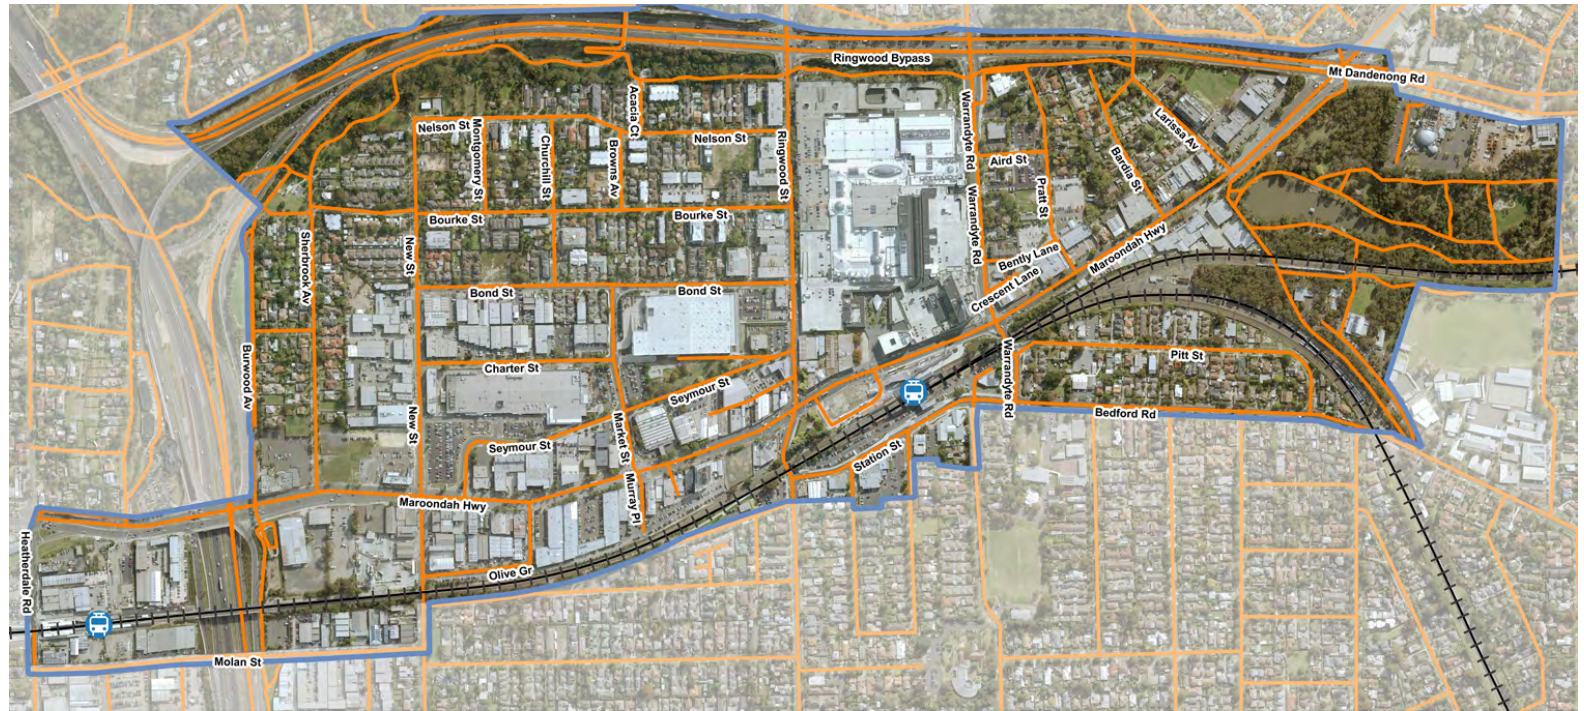 Ringwood Bypass
Mt Dandenong Rd
Acacia Ct
Warrandyte Rd
Larissa Av
Nelson St
Montgomery St
Churchill St
Browns Av
Nelson St
Ringwood St
Aird St
Bardia St
Pratt St
Bourke St
Bourke St
Sherbrook Av
New St
Warrandyte Rd
Bently Lane
Maroondah Hwy
Crescent Lane
Bond St
Bond St
Burwood Av
Charter St
Seymour St
Warrandyte Rd
Pitt St
Bedford Rd
New St
Market St
Seymour St
Station St
Maroondah Hwy
Murray Pl
Heatherdale Rd
Olive Gr
Molan St